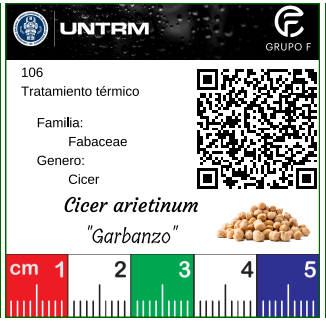 UNTRM
GRUPO F
106
Tratamiento térmico
Familia:
Fabaceae
Genero:
Cicer
Cicer arietinum
"Garbanzo"
cm 1 2 3 4 5